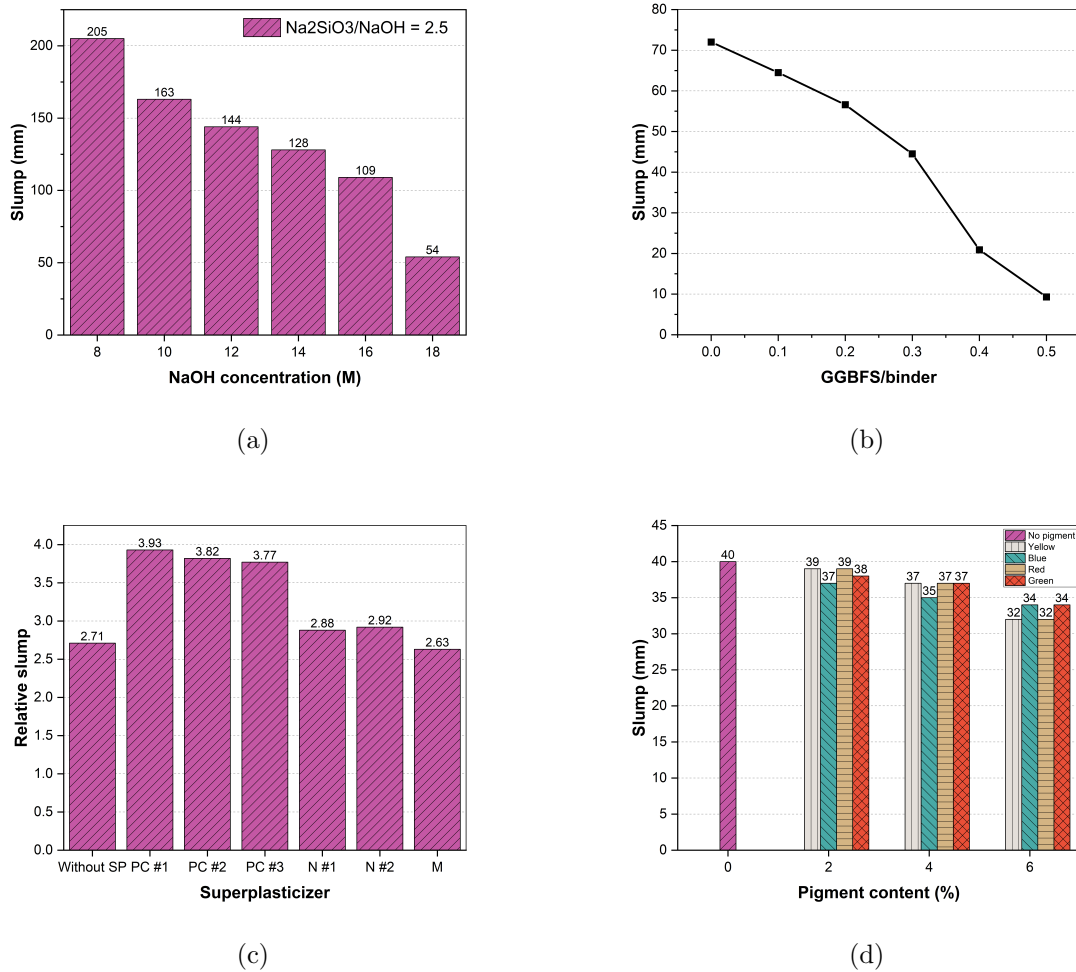 Na2SiO3/NaOH = 2.5
205
163
144
128
109
54
200
150
100
50
0
Slump (mm)
8 10 12 14 16 18
NaOH concentration (M)
(a)
80
70
60
50
40
30
20
10
0
Slump (mm)
0.0 0.1 0.2 0.3 0.4 0.5
GGBFS/binder
(b)
4.0
3.5
3.0
2.5
2.0
1.5
1.0
0.5
0.0
Relative slump
2.71
3.93
3.82
3.77
2.88
2.92
2.63
Without SP PC #1 PC #2 PC #3 N #1 N #2 M
Superplasticizer
(c)
45
40
35
30
25
20
15
10
5
0
Slump (mm)
No pigment
Yellow
Blue
Red
Green
40
39 37 39 38
37 35 37 37
32 34 32 34
0 2 4 6
Pigment content (%)
(d)